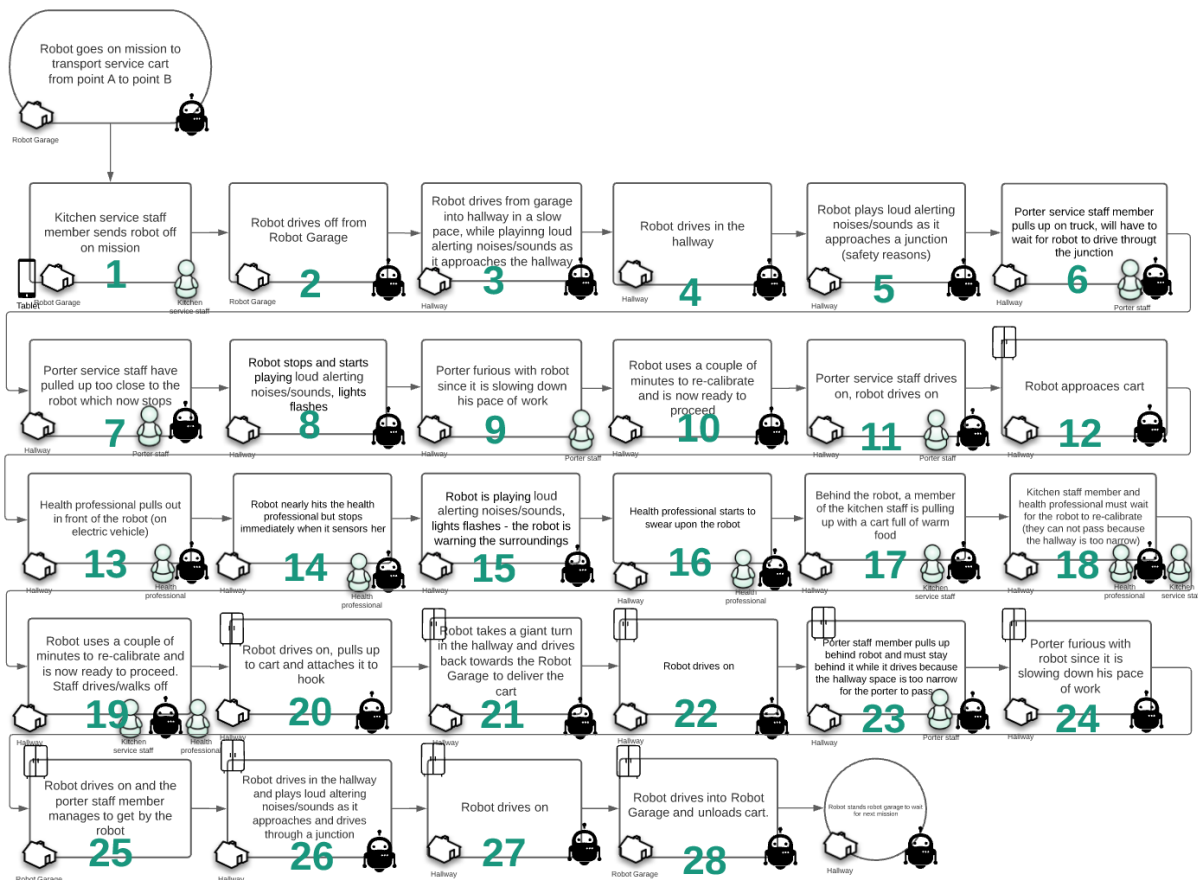 Robot goes on mission to
transport service cart
from point A to point B
Robot Garage
Kitchen service staff
member sends robot off
on mission
1
Tablet
Robot Garage
Kitchen
service staff
Robot drives off from
Robot Garage
2
Robot Garage
Robot drives from garage
into hallway in a slow
pace, while playinng loud
alerting noises/sounds as
it approaches the hallway
3
Hallway
Robot drives in the
hallway
4
Hallway
Robot plays loud alerting
noises/sounds as it
approaches a junction
(safety reasons)
5
Hallway
Porter service staff member
pulls up on truck, will have to
wait for robot to drive througt
the junction
6
Hallway
Porter staff
Porter service staff have
pulled up too close to the
robot which now stops
7
Hallway
Porter staff
Robot stops and starts
playing loud alerting
noises/sounds, lights
flashes
8
Hallway
Porter furious with robot
since it is slowing down
his pace of work
9
Hallway
Porter staff
Robot uses a couple of
minutes to re-calibrate
and is now ready to
proceed
10
Hallway
Porter service staff drives
on, robot drives on
11
Hallway
Porter staff
Robot approaces cart
12
Hallway
Health professional pulls out
in front of the robot (on
electric vehicle)
13
Hallway
Health
professional
Robot nearly hits the health
professional but stops
immediately when it sensors her
14
Hallway
Health
professional
Robot is playing loud
alerting noises/sounds,
lights flashes - the robot is
warning the surroundings
15
Hallway
Health professional starts to
swear upon the robot
16
Hallway
Health
professional
Behind the robot, a member
of the kitchen staff is pulling
up with a cart full of warm
food
17
Hallway
Kitchen
service staff
Kitchen staff member and
health professional must wait
for the robot to re-calibrate
(they can not pass because
the hallway is too narrow)
18
Hallway
Health
professional
Kitchen
service staff
Robot uses a couple of
minutes to re-calibrate and
is now ready to proceed.
Staff drives/walks off
19
Hallway
Kitchen
service staff
Health
professional
Robot drives on, pulls up
to cart and attaches it to
hook
20
Hallway
Robot takes a giant turn
in the hallway and drives
back towards the Robot
Garage to deliver the
cart
21
Hallway
Robot drives on
22
Hallway
Porter staff member pulls up
behind robot and must stay
behind it while it drives because
the hallway space is too narrow
for the porter to pass
23
Hallway
Porter staff
Porter furious with
robot since it is
slowing down his pace
of work
24
Hallway
Robot drives on and the
porter staff member
manages to get by the
robot
25
Robot Garage
Robot drives in the hallway
and plays loud altering
noises/sounds as it
approaches and drives
through a junction
26
Hallway
Robot drives on
27
Hallway
Robot drives into Robot
Garage and unloads cart.
28
Robot Garage
Robot stands robot garage to wait
for next mission
Hallway